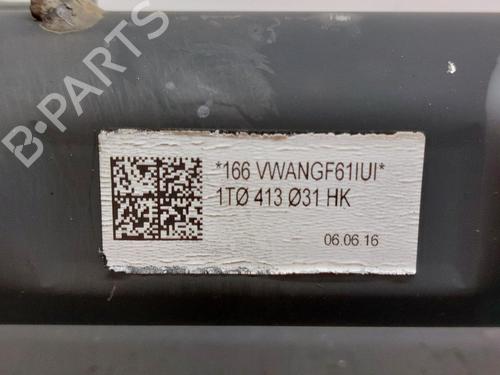 B-PARTS
*166 VWANGF61IUI*
1TØ 413 Ø31 HK
06.06.16